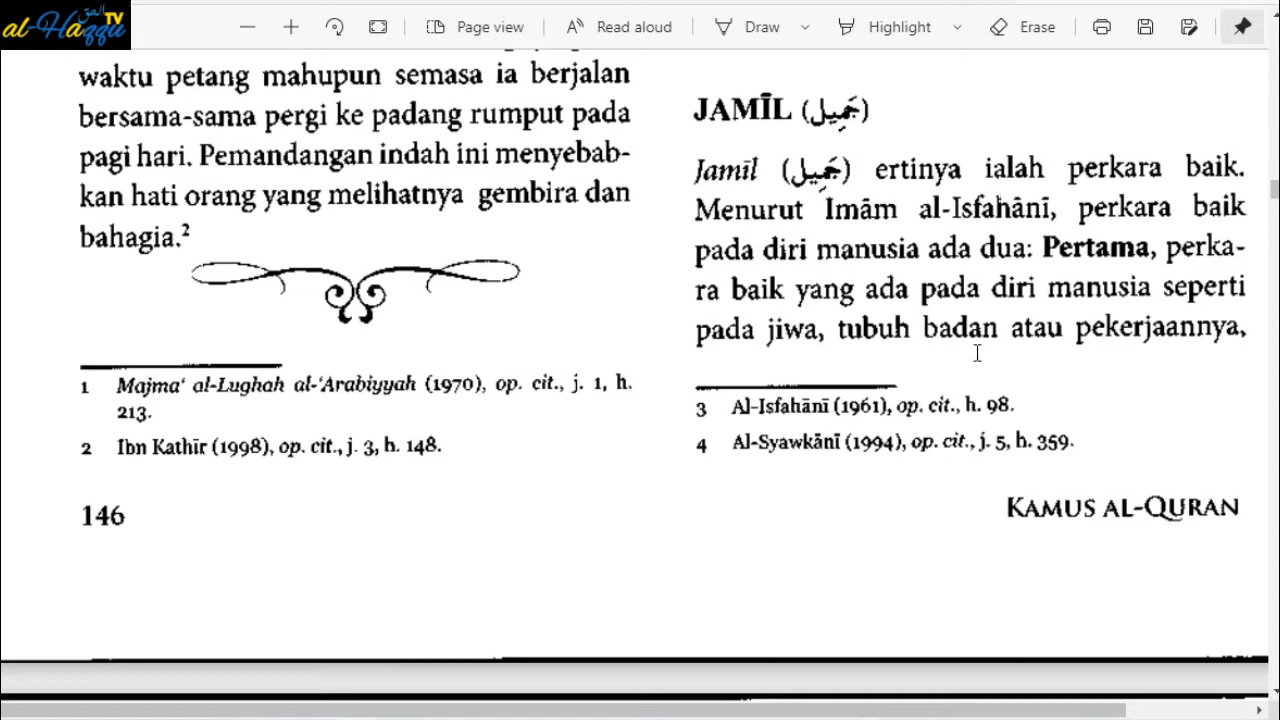 الحق
al-Haqqu TV
Page view
Read aloud
Draw
Highlight
Erase
waktu petang mahupun semasa ia berjalan
bersama-sama pergi ke padang rumput pada
pagi hari. Pemandangan indah ini menyebab-
kan hati orang yang melihatnya gembira dan
bahagia.²
1 Majma‘ al-Lughah al-‘Arabiyyah (1970), op. cit., j. 1, h.
213.
2 Ibn Kathīr (1998), op. cit., j. 3, h. 148.
146
JAMĪL (جَمِيل)
Jamīl (جَمِيل) ertinya ialah perkara baik.
Menurut Imām al-Isfahānī, perkara baik
pada diri manusia ada dua: Pertama, perka-
ra baik yang ada pada diri manusia seperti
pada jiwa, tubuh badan atau pekerjaannya,
3 Al-Isfahānī (1961), op. cit., h. 98.
4 Al-Syawkānī (1994), op. cit., j. 5, h. 359.
KAMUS AL-QURAN